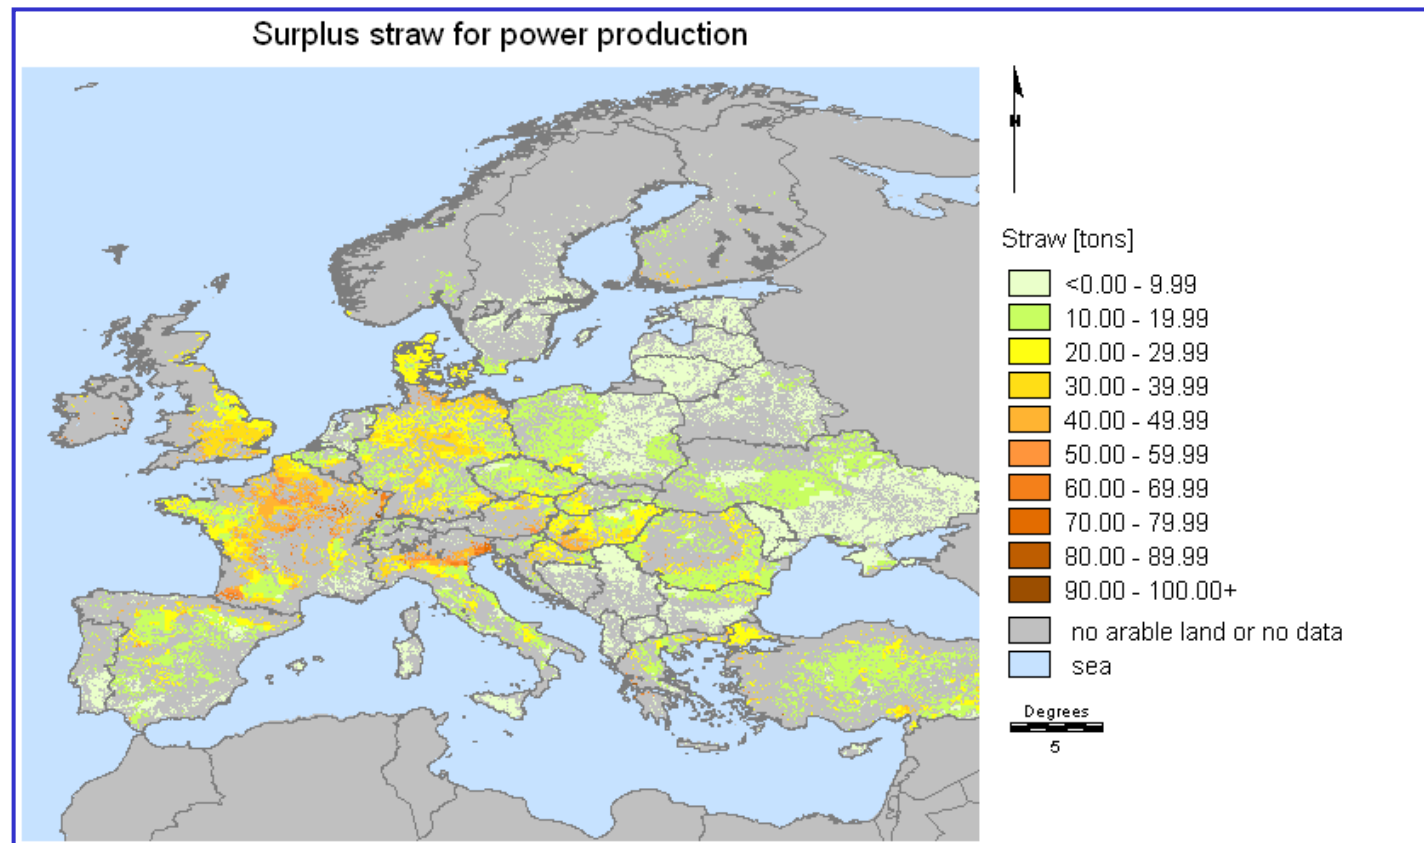 Surplus straw for power production
N
Straw [tons]
<0.00 - 9.99
10.00 - 19.99
20.00 - 29.99
30.00 - 39.99
40.00 - 49.99
50.00 - 59.99
60.00 - 69.99
70.00 - 79.99
80.00 - 89.99
90.00 - 100.00+
no arable land or no data
sea
Degrees
5